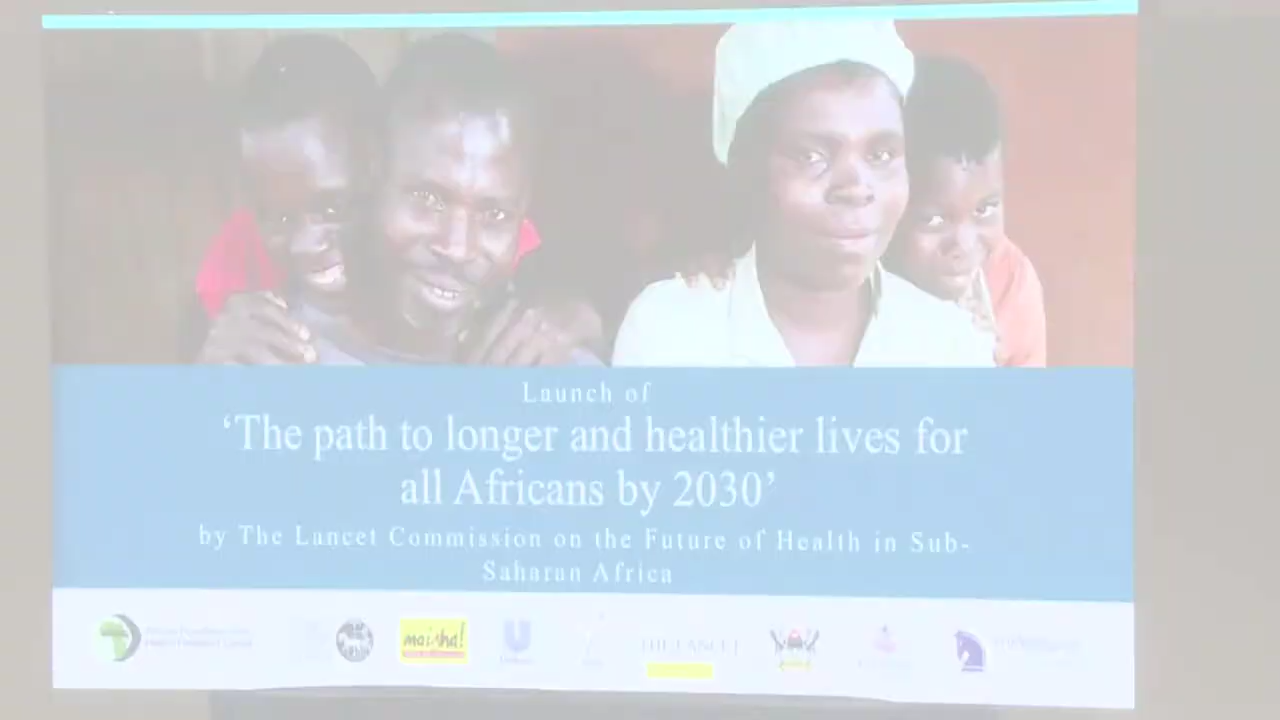 Launch of
‘The path to longer and healthier lives for
all Africans by 2030’
by The Lancet Commission on the Future of Health in Sub-
Saharan Africa
maisha!
THE LANCET